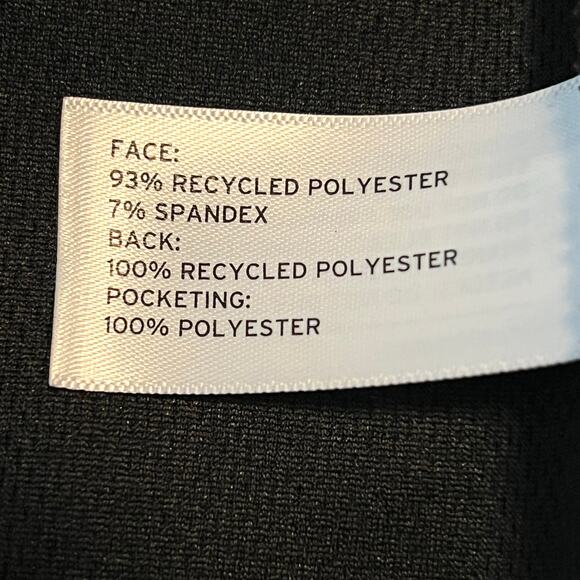 FACE:
93% RECYCLED POLYESTER
7% SPANDEX
BACK:
100% RECYCLED POLYESTER
POCKETING:
100% POLYESTER